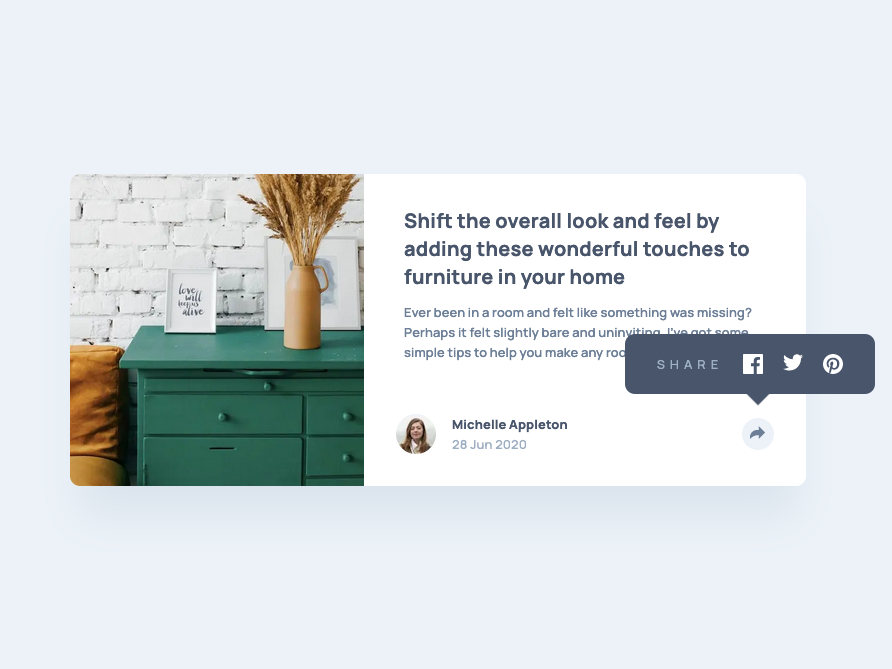 Shift the overall look and feel by
adding these wonderful touches to
furniture in your home
Ever been in a room and felt like something was missing?
Perhaps it felt slightly bare and uninviting. I've got some
simple tips to help you make any
SHARE
Michelle Appleton
28 Jun 2020
love
will
keep us
alive